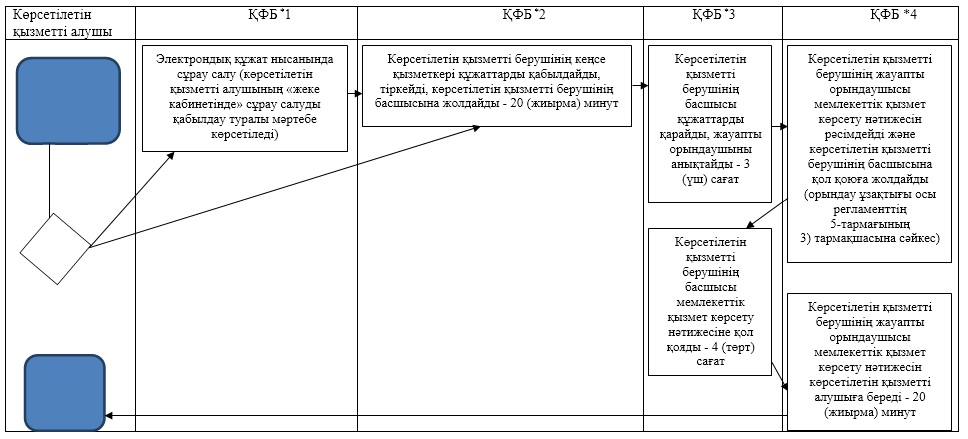 Көрсетілетін
қызметті алушы
ҚФБ *1
ҚФБ *2
ҚФБ *3
ҚФБ *4
Электрондық құжат нысанында
сұрау салу (көрсетілетін
қызметті алушының «жеке
кабинетінде» сұрау салуды
қабылдау туралы мәртебе
көрсетіледі)
Көрсетілетін қызметті берушінің кеңсе
қызметкері құжаттарды қабылдайды,
тіркейді, көрсетілетін қызметті берушінің
басшысына жолдайды - 20 (жиырма) минут
Көрсетілетін
қызметті
берушінің
басшысы
құжаттарды
қарайды, жауапты
орындаушыны
анықтайды - 3
(үш) сағат
Көрсетілетін қызметті
берушінің жауапты
орындаушысы
мемлекеттік қызмет
көрсету нәтижесін
рәсімдейді және
көрсетілетін қызметті
берушінің басшысына
қол қоюға жолдайды
(орындау ұзақтығы осы
регламенттің
5-тармағының
3) тармақшасына сәйкес)
Көрсетілетін
қызметті
берушінің
басшысы
мемлекеттік
қызмет көрсету
нәтижесіне қол
қояды - 4 (төрт)
сағат
Көрсетілетін қызметті
берушінің жауапты
орындаушысы
мемлекеттік қызмет
көрсету нәтижесін
көрсетілетін қызметті
алушыға береді - 20
(жиырма) минут